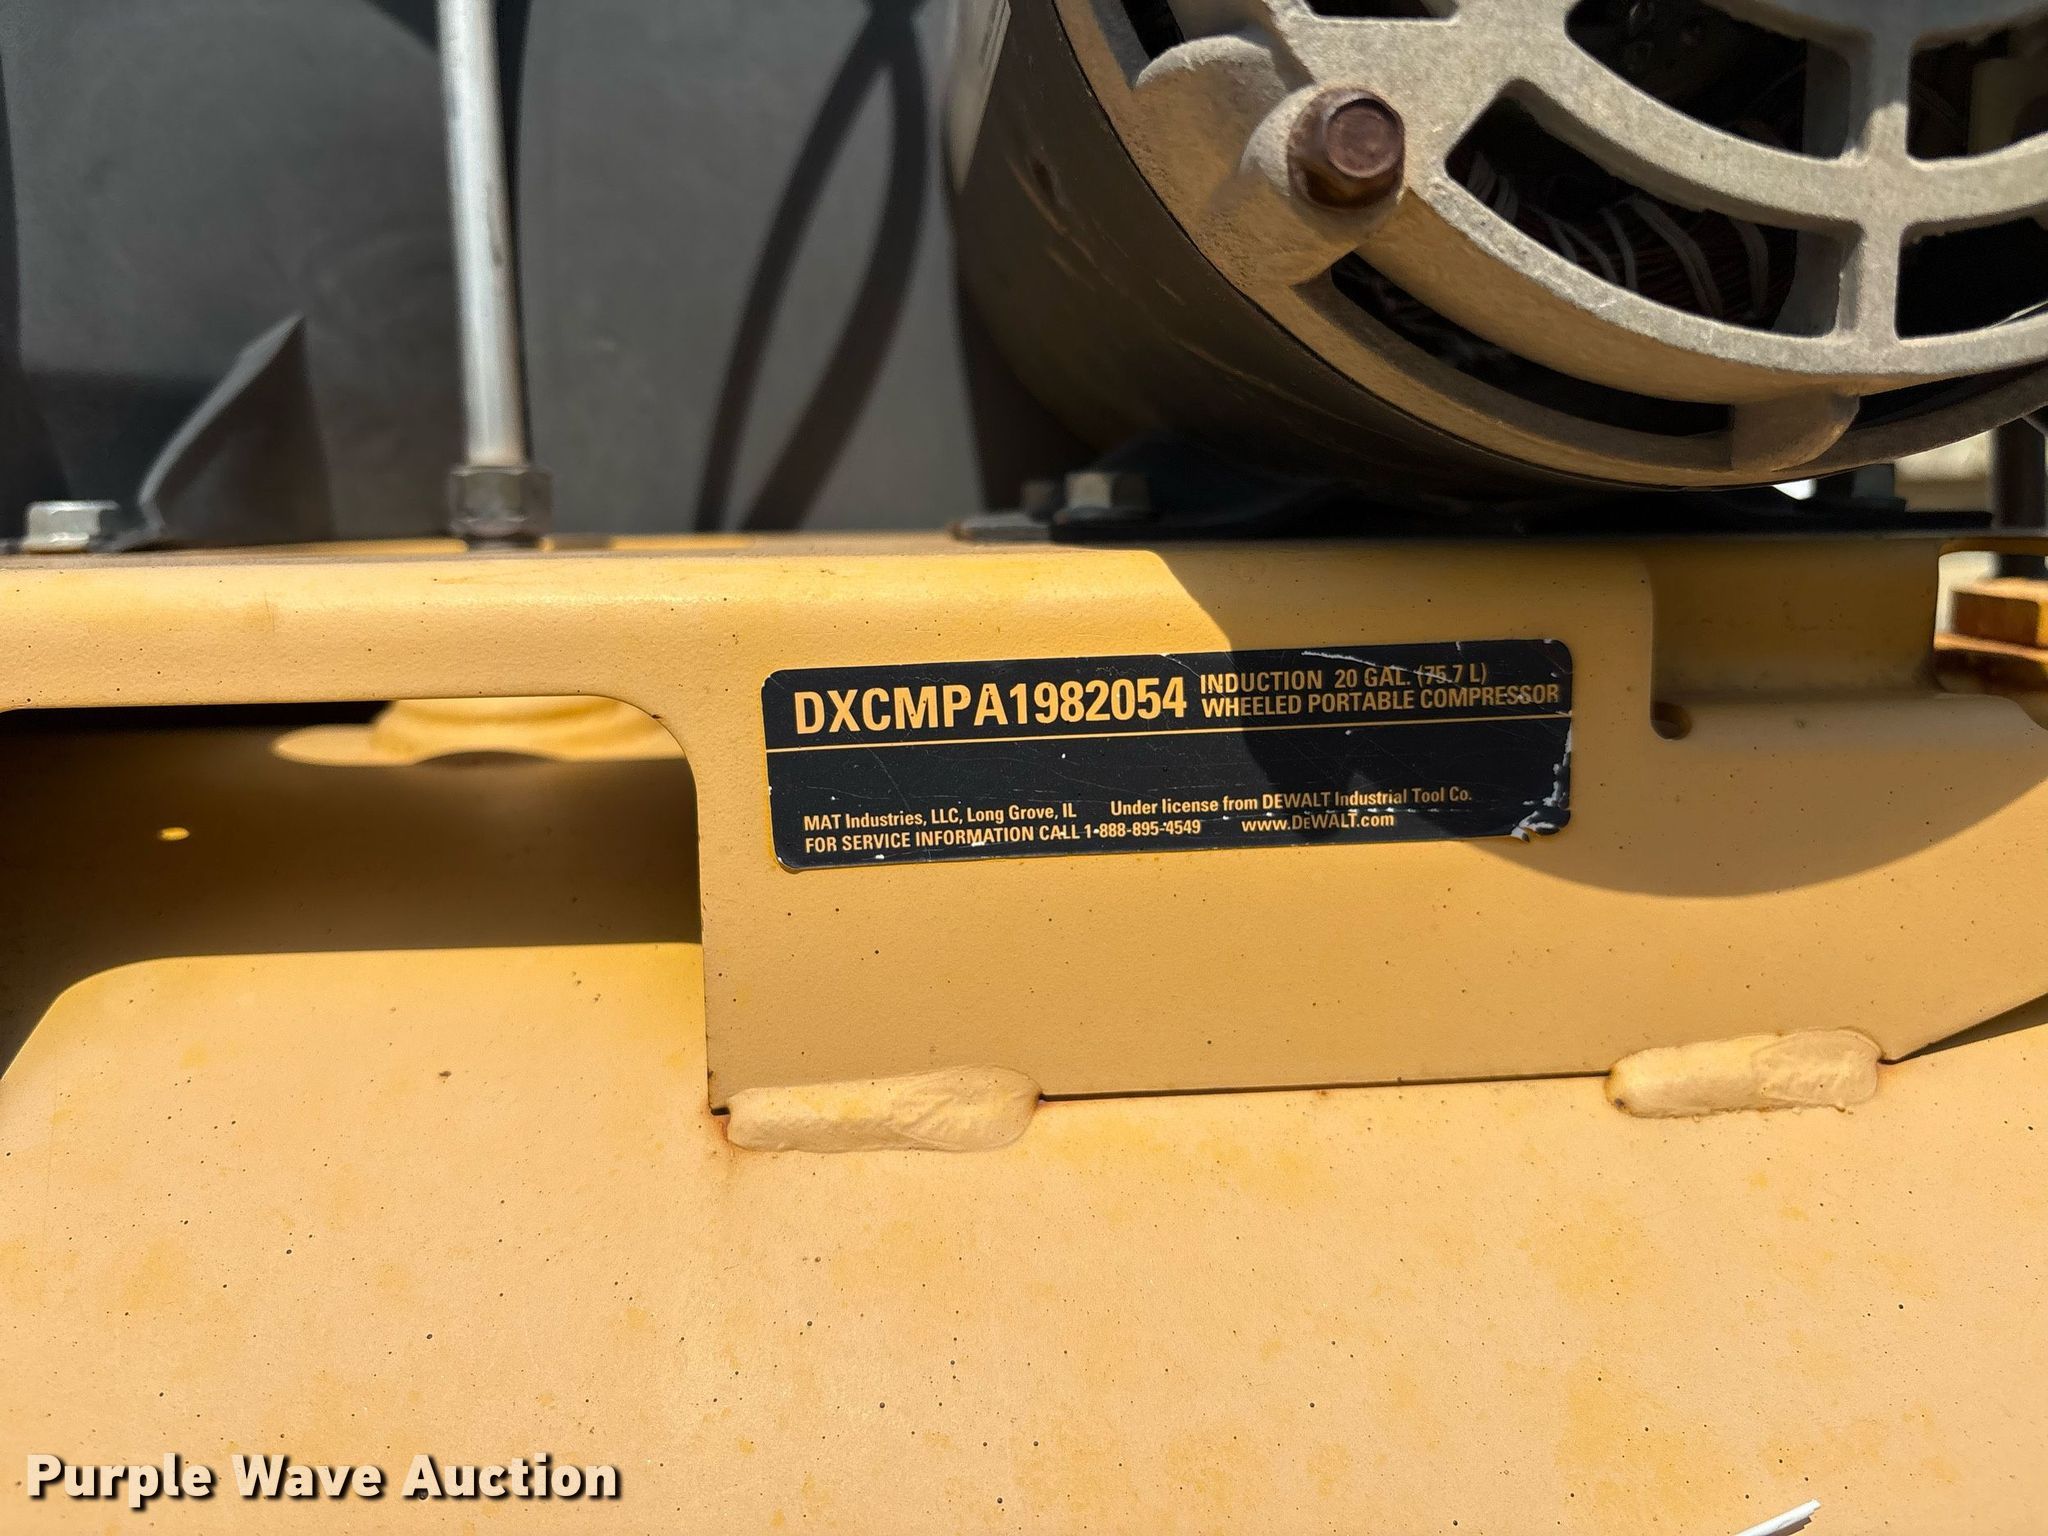 DXCMPA1982054
INDUCTION 20 GAL. (75.7 L)
WHEELED PORTABLE COMPRESSOR
MAT Industries, LLC, Long Grove, IL Under license from DEWALT Industrial Tool Co.
FOR SERVICE INFORMATION CALL 1-888-895-4549 www.DEWALT.com
Purple Wave Auction